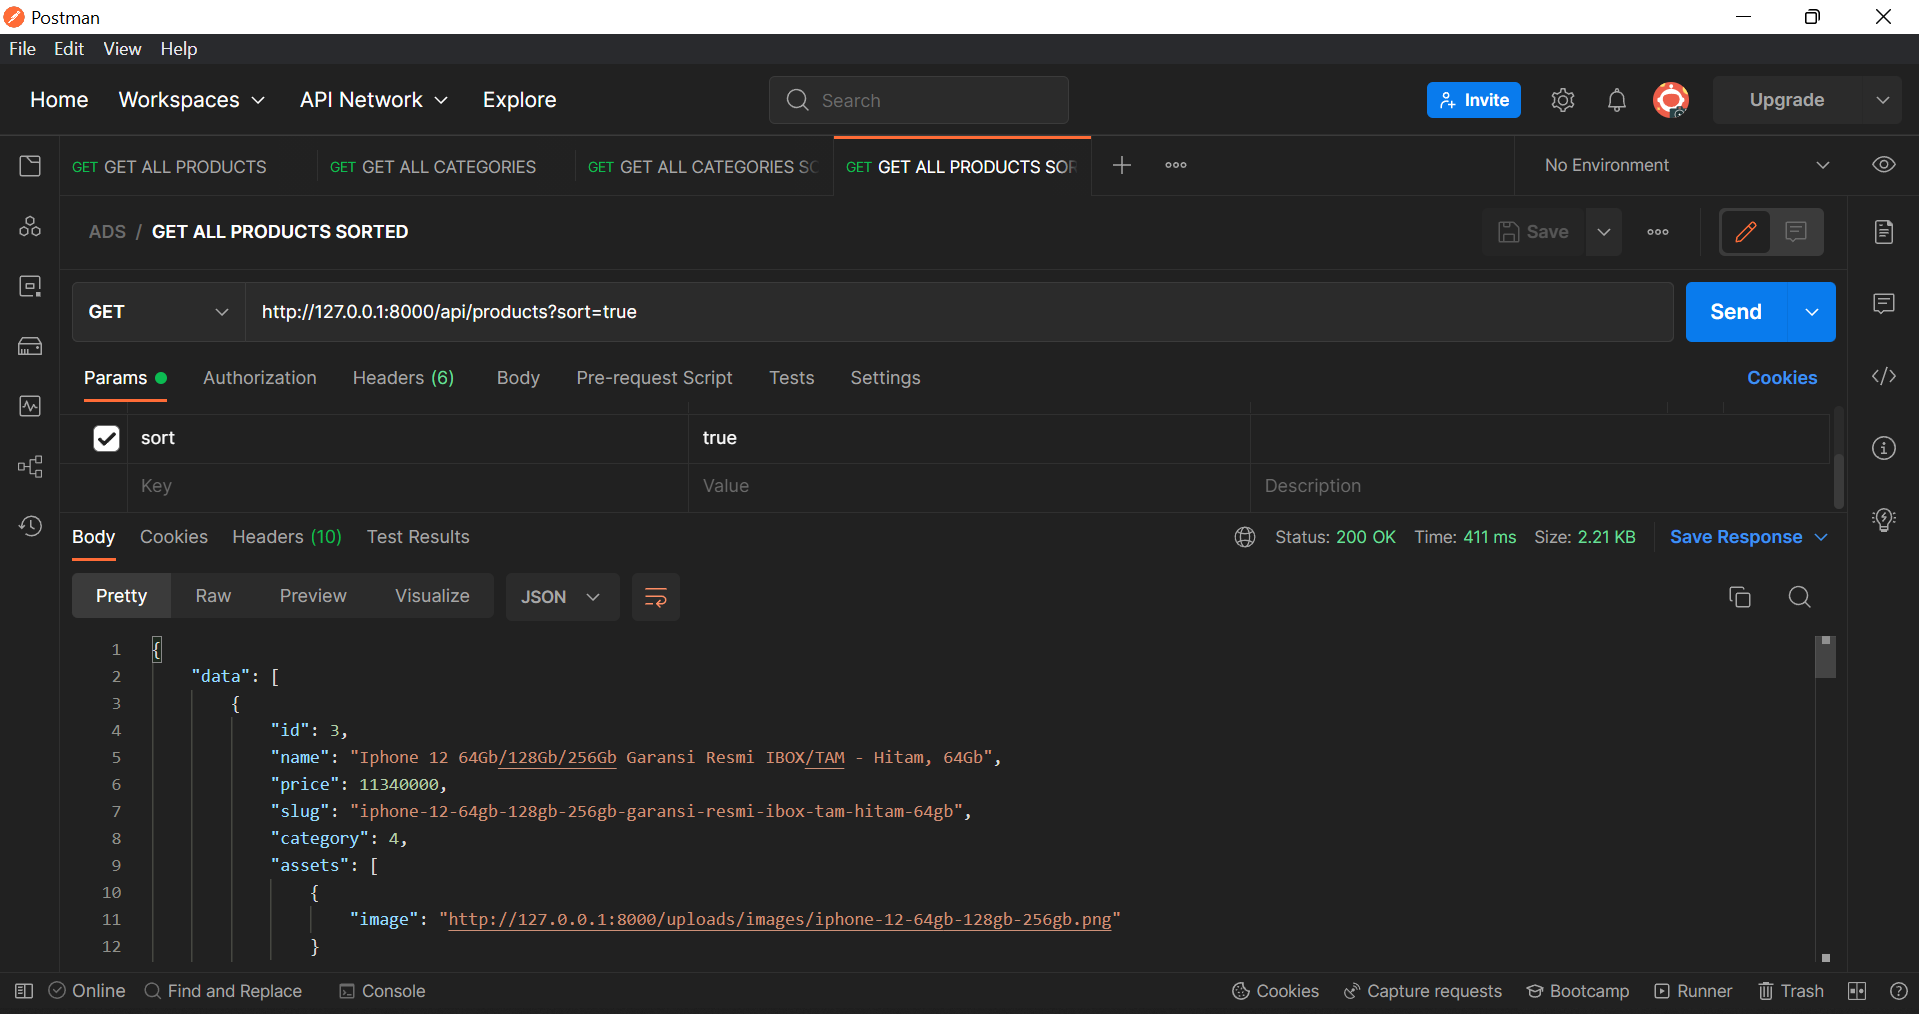 Postman
File Edit View Help
Home Workspaces API Network Explore Search Invite Upgrade
GET GET ALL PRODUCTS GET GET ALL CATEGORIES GET GET ALL CATEGORIES SC GET GET ALL PRODUCTS SOR No Environment
ADS / GET ALL PRODUCTS SORTED Save
GET http://127.0.0.1:8000/api/products?sort=true Send
Params Authorization Headers (6) Body Pre-request Script Tests Settings Cookies
sort true
Key Value Description
Body Cookies Headers (10) Test Results Status: 200 OK Time: 411 ms Size: 2.21 KB Save Response
Pretty Raw Preview Visualize JSON
1 {
2 "data": [
3 {
4 "id": 3,
5 "name": "Iphone 12 64Gb/128Gb/256Gb Garansi Resmi IBOX/TAM - Hitam, 64Gb",
6 "price": 11340000,
7 "slug": "iphone-12-64gb-128gb-256gb-garansi-resmi-ibox-tam-hitam-64gb",
8 "category": 4,
9 "assets": [
10 {
11 "image": "http://127.0.0.1:8000/uploads/images/iphone-12-64gb-128gb-256gb.png"
12 }
Online Find and Replace Console Cookies Capture requests Bootcamp Runner Trash